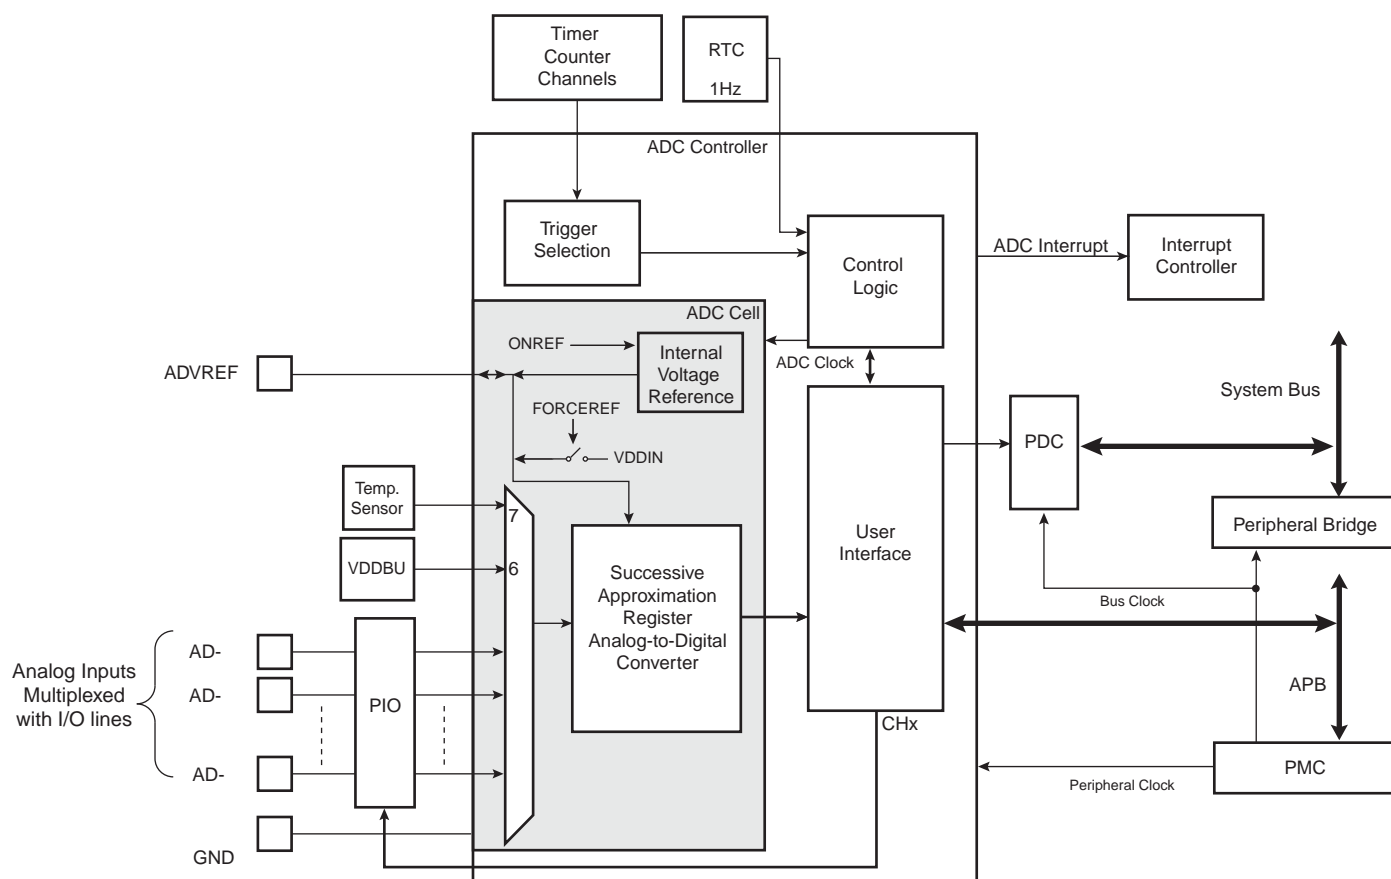 Timer
Counter
Channels
RTC
1Hz
ADC Controller
Trigger
Selection
Control
Logic
ADC Interrupt
Interrupt
Controller
ADC Cell
ONREF
Internal
Voltage
Reference
ADC Clock
ADVREF
FORCEREF
VDDIN
System Bus
PDC
Temp.
Sensor
7
VDDBU
6
Successive
Approximation
Register
Analog-to-Digital
Converter
User
Interface
Peripheral Bridge
Bus Clock
Analog Inputs
Multiplexed
with I/O lines
AD-
AD-
AD-
PIO
APB
CHx
PMC
Peripheral Clock
GND